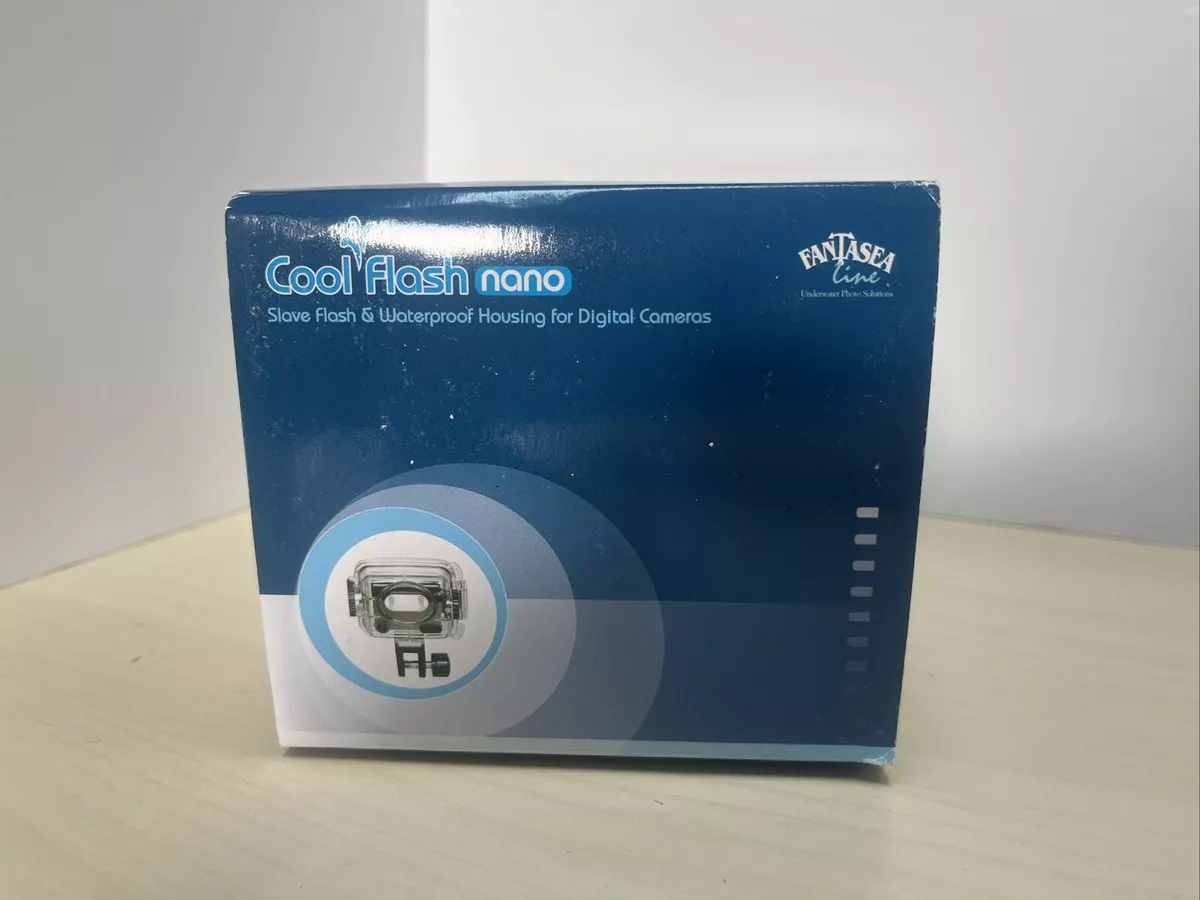 Cool Flash nano
Slave Flash & Waterproof Housing for Digital Cameras
FANTASEA
line
Underwater Photo Solutions